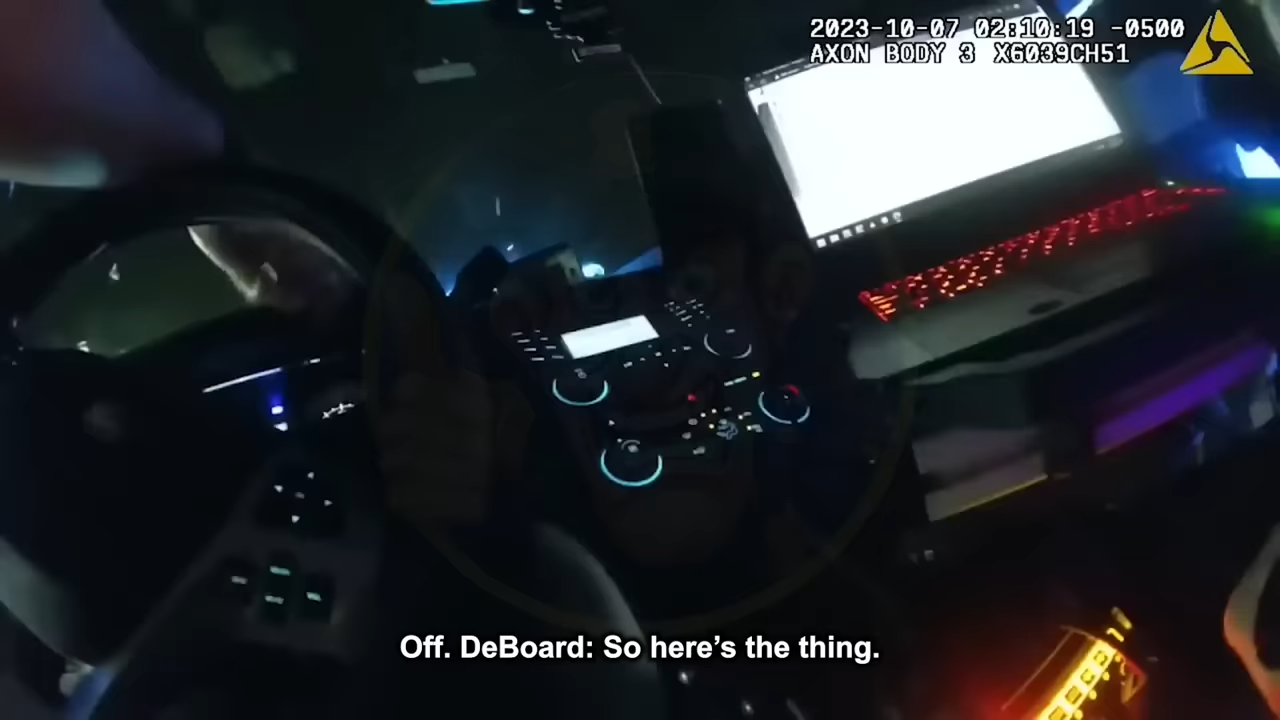 2023-10-07 02:10:19 -0500
AXON BODY 3 X6039CH51
Off. DeBoard: So here's the thing.